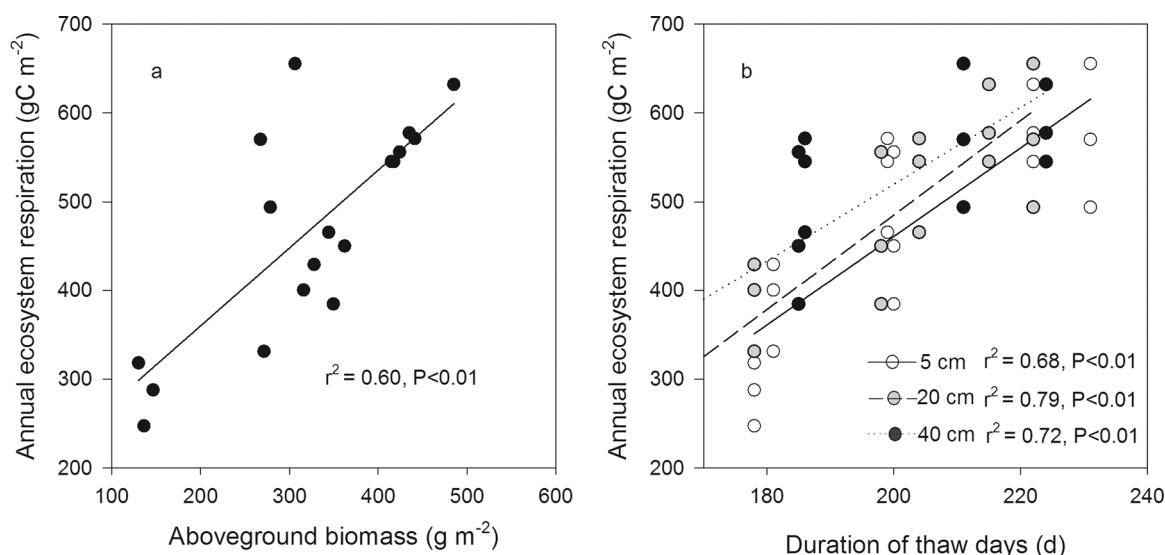 700
600
500
400
300
200
100 200 300 400 500 600
Annual ecosystem respiration (gC m-2)
Aboveground biomass (g m-2)
a
r2 = 0.60, P<0.01
700
600
500
400
300
200
180 200 220 240
Annual ecosystem respiration (gC m-2)
Duration of thaw days (d)
b
5 cm r2 = 0.68, P<0.01
20 cm r2 = 0.79, P<0.01
40 cm r2 = 0.72, P<0.01